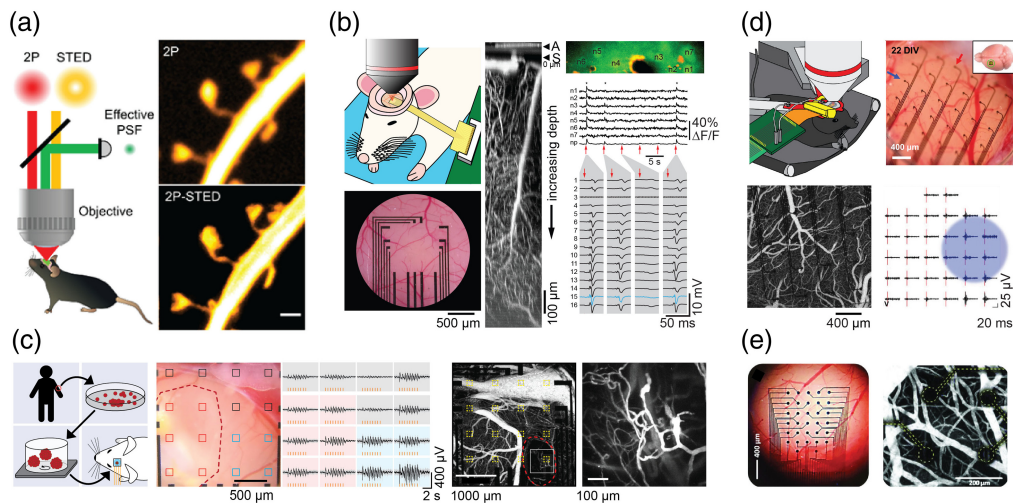 (a)
2P
STED
Effective
PSF
Objective
2P
2P-STED
(b)
500 µm
A
S
0 µm
increasing depth
100 µm
n5
n6
n4
n3
n7
n2
n1
n1
n2
n3
n4
n5
n6
n7
np
40%
ΔF/F
5 s
1
2
3
4
5
6
7
8
9
10
11
12
13
14
15
16
10 mV
50 ms
(c)
500 µm
400 µV
2 s
1000 µm
100 µm
(d)
22 DIV
400 µm
400 µm
25 µV
20 ms
(e)
400 µm
200 µm